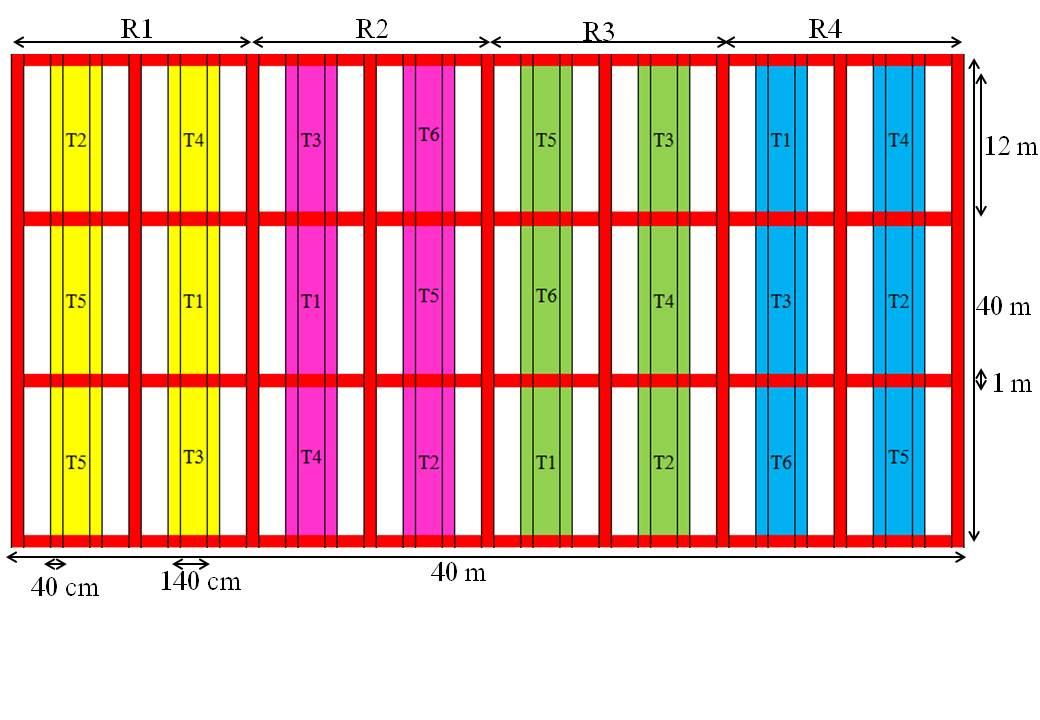 R1 R2 R3 R4
T2 T4 T3 T6 T5 T3 T1 T4
12 m
T5 T1 T1 T5 T6 T4 T3 T2
40 m
1 m
T5 T3 T4 T2 T1 T2 T6 T5
40 cm 140 cm 40 m